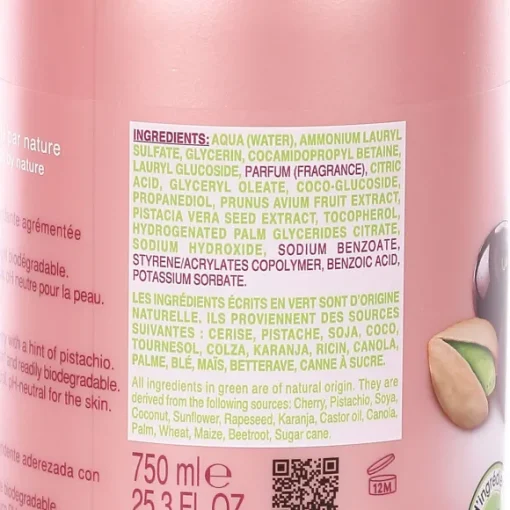 par nature
by nature
INGREDIENTS: AQUA (WATER), AMMONIUM LAURYL
SULFATE, GLYCERIN, COCAMIDOPROPYL BETAINE,
LAURYL GLUCOSIDE, PARFUM (FRAGRANCE), CITRIC
ACID, GLYCERYL OLEATE, COCO-GLUCOSIDE,
PROPANEDIOL, PRUNUS AVIUM FRUIT EXTRACT,
PISTACIA VERA SEED EXTRACT, TOCOPHEROL,
HYDROGENATED PALM GLYCERIDES CITRATE,
SODIUM HYDROXIDE, SODIUM BENZOATE,
STYRENE/ACRYLATES COPOLYMER, BENZOIC ACID,
POTASSIUM SORBATE.
LES INGRÉDIENTS ÉCRITS EN VERT SONT D'ORIGINE
NATURELLE. ILS PROVIENNENT DES SOURCES
SUIVANTES : CERISE, PISTACHE, SOJA, COCO,
TOURNESOL, COLZA, KARANJA, RICIN, CANOLA,
PALME, BLÉ, MAÏS, BETTERAVE, CANNE À SUCRE.
All ingredients in green are of natural origin. They are
derived from the following sources: Cherry, Pistachio, Soya,
Coconut, Sunflower, Rapeseed, Karanja, Castor oil, Canola,
Palm, Wheat, Maize, Beetroot, Sugar cane.
agrémentée
biodégradable.
pH neutre pour la peau.
with a hint of pistachio.
and readily biodegradable.
pH-neutral for the skin.
aderezada con
biodegradable
750 ml e
25.3 FL. OZ
12M